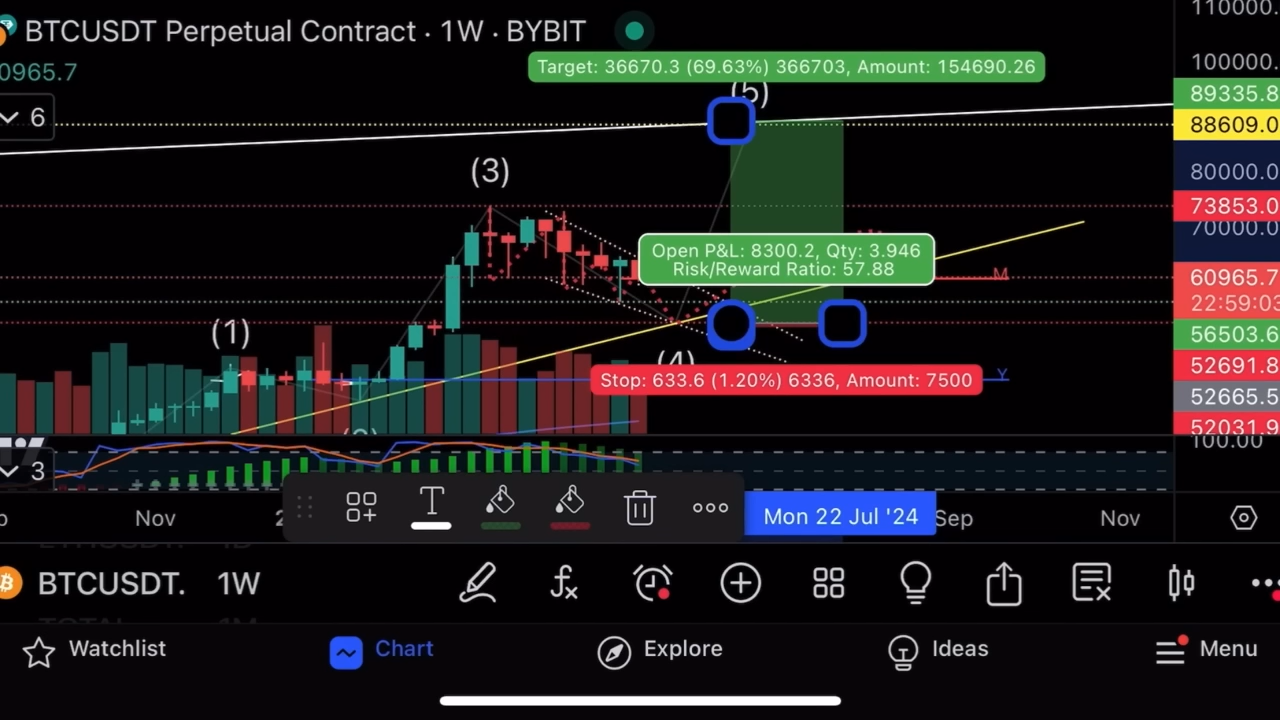 BTCUSDT Perpetual Contract · 1W · BYBIT
0965.7
6
Target: 36670.3 (69.63%) 366703, Amount: 154690.26
(5)
(3)
(1)
(4)
Open P&L: 8300.2, Qty: 3.946
Risk/Reward Ratio: 57.88
Stop: 633.6 (1.20%) 6336, Amount: 7500
M
Y
110000.
100000.
89335.8
88609.0
80000.0
73853.0
70000.0
60965.7
22:59:03
56503.6
52691.8
52665.5
52031.9
100.00
3
Nov
Mon 22 Jul '24
Sep
Nov
T
BTCUSDT. 1W
Watchlist
Chart
Explore
Ideas
Menu